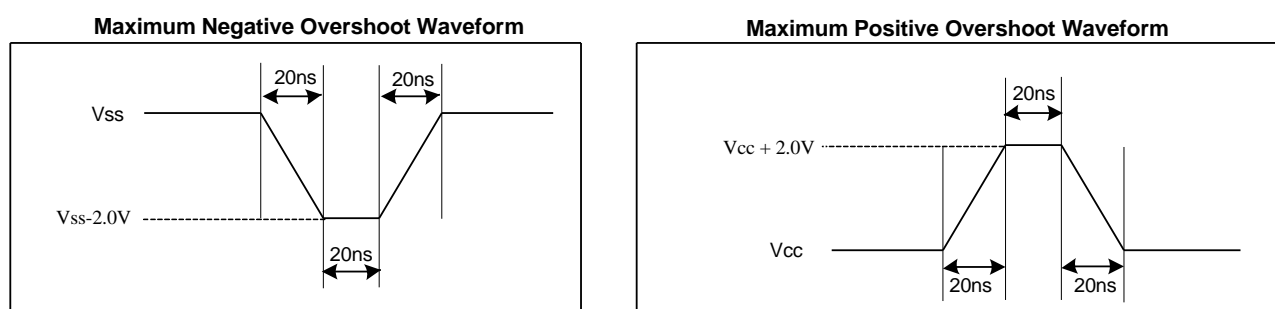 Maximum Negative Overshoot Waveform
20ns
20ns
Vss
Vss-2.0V
20ns
Maximum Positive Overshoot Waveform
20ns
Vcc + 2.0V
Vcc
20ns
20ns